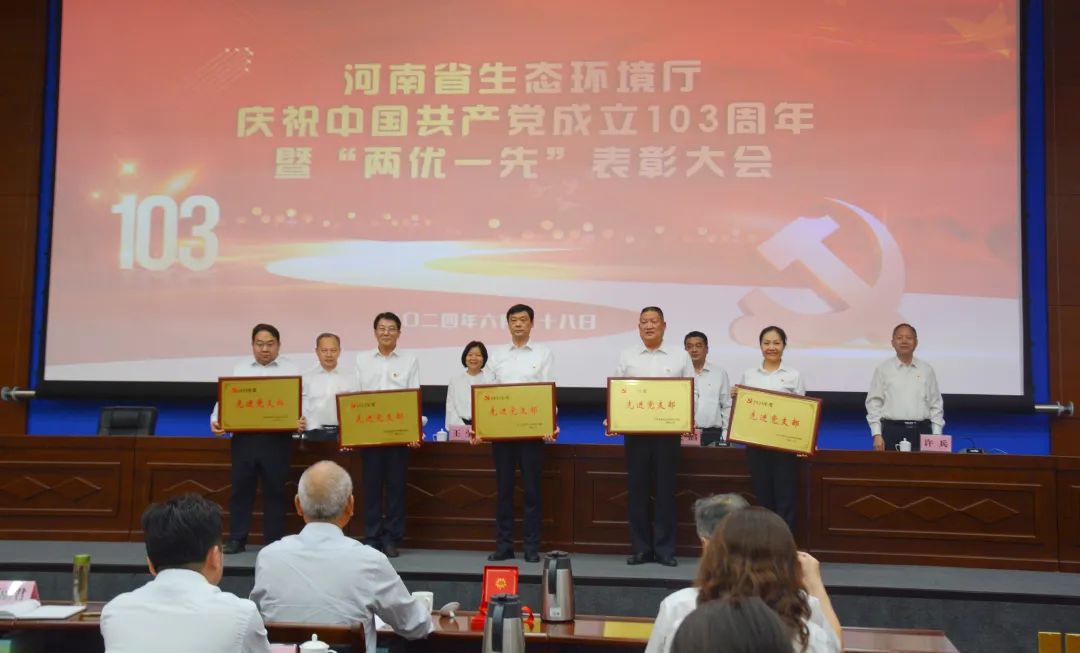 河南省生态环境厅
庆祝中国共产党成立103周年
暨“两优一先”表彰大会
103
二〇二四年六月二十八日
先进党支部
先进党支部
先进党支部
先进党支部
先进党支部
许兵